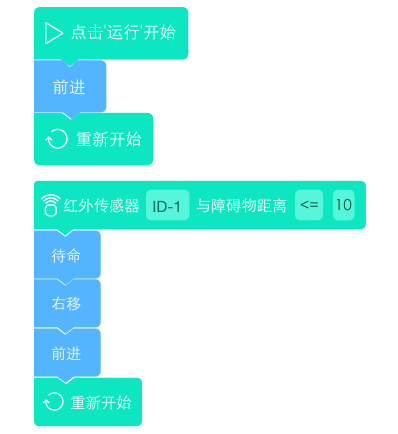 点击'运行'开始
前进
重新开始
红外传感器 ID-1 与障碍物距离 <= 10
待命
右移
前进
重新开始